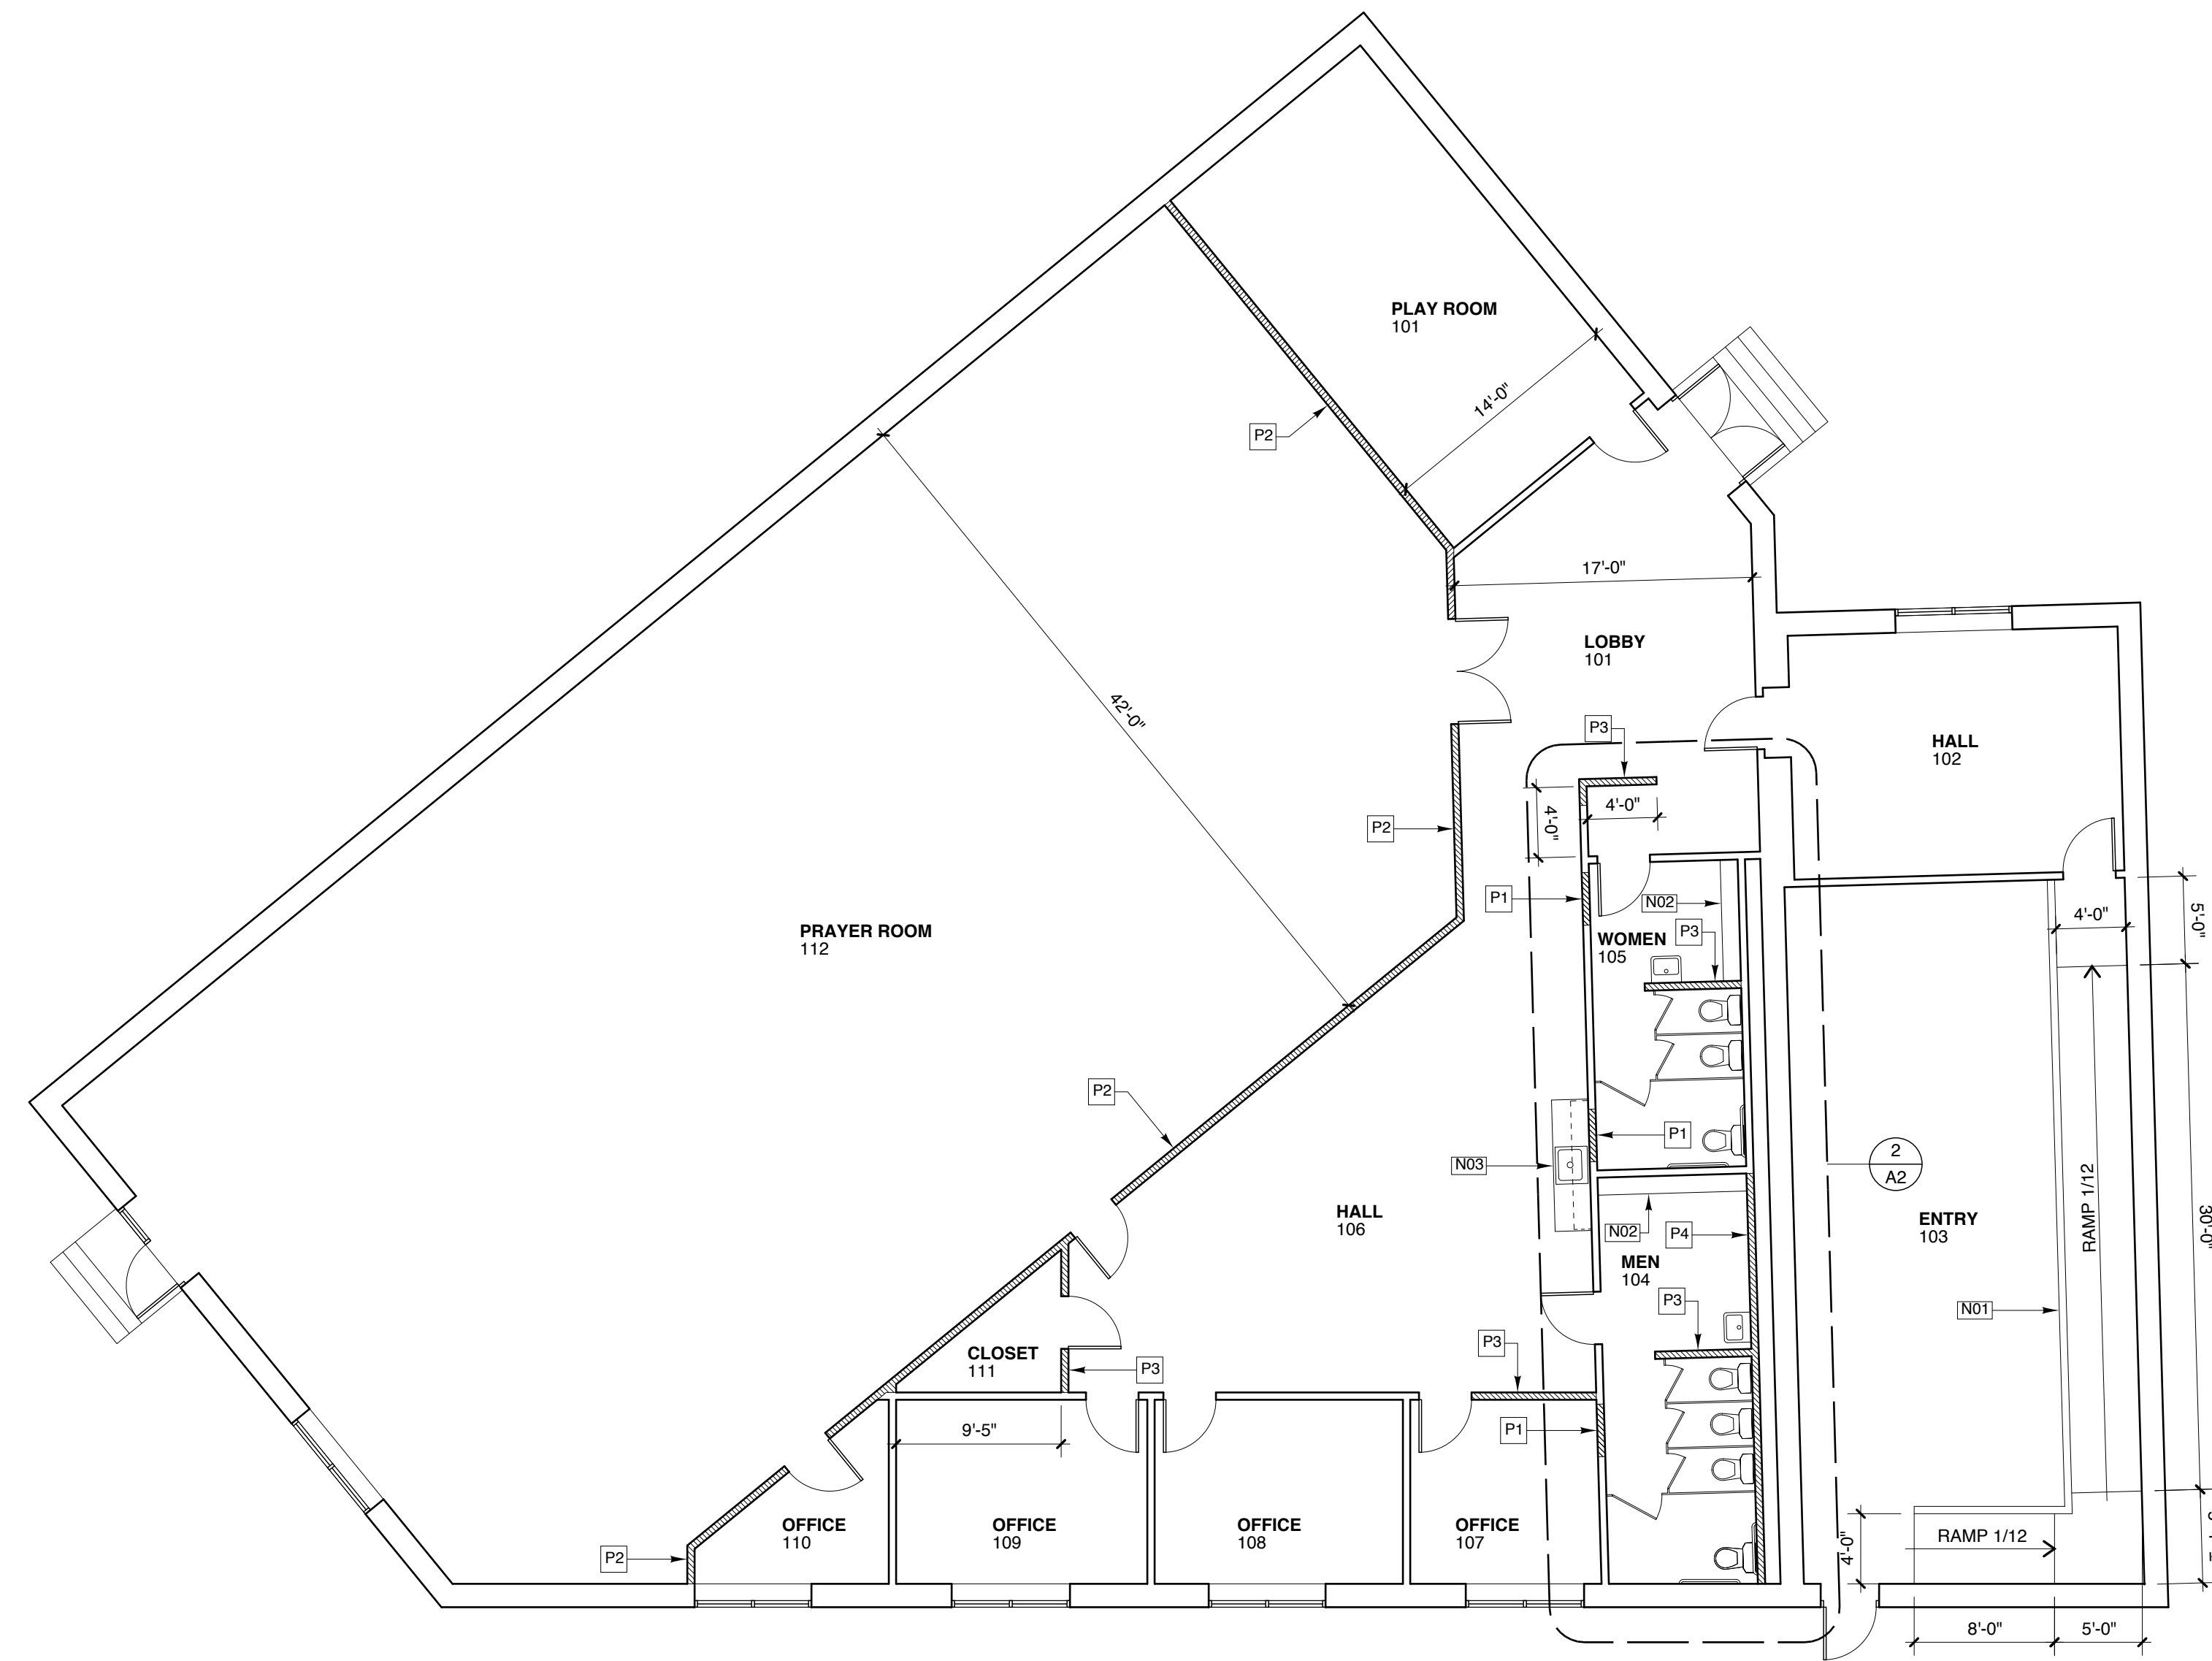 PLAY ROOM
101
14'-0"
P2
17'-0"
LOBBY
101
42'-0"
P3
HALL
102
4'-0"
4'-0"
P2
P1
N02
4'-0"
5'-0"
PRAYER ROOM
112
WOMEN
105
P3
P2
P1
N03
2
A2
RAMP 1/12
30'-0"
HALL
106
ENTRY
103
N02
P4
MEN
104
P3
N01
P3
CLOSET
111
P3
9'-5"
P1
OFFICE
110
OFFICE
109
OFFICE
108
OFFICE
107
P2
4'-0"
RAMP 1/12
8'-0"
5'-0"